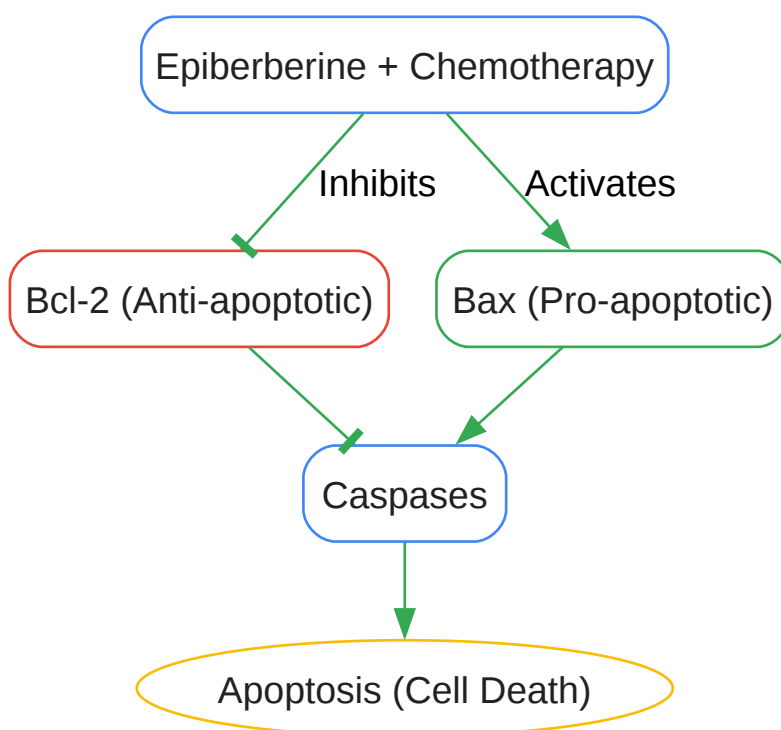 Epiberberine + Chemotherapy
Inhibits
Activates
Bcl-2 (Anti-apoptotic)
Bax (Pro-apoptotic)
Caspases
Apoptosis (Cell Death)